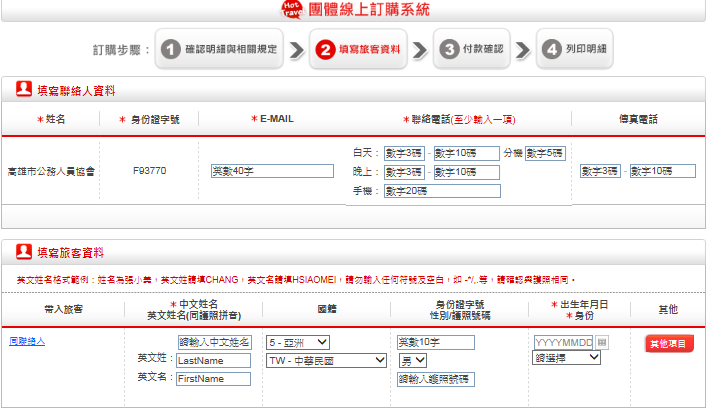 Hot Travel 團體線上訂購系統
訂購步驟： 1 確認明細與相關規定 2 填寫旅客資料 3 付款確認 4 列印明細
填寫聯絡人資料
＊姓名 ＊ 身份證字號 ＊E-MAIL ＊聯絡電話(至少輸入一項) 傳真電話
白天： 數字3碼 - 數字10碼 分機 數字5碼
高雄市公務人員協會 F93770 英數40字 晚上： 數字3碼 - 數字10碼 數字3碼 - 數字10碼
手機： 數字20碼
填寫旅客資料
英文姓名格式範例：姓名為張小美，英文姓請填CHANG，英文名請填HSIAOMEI，請勿輸入任何符號及空白，如 -*/,.等，請確認與護照相同。
帶入旅客 ＊中文姓名 國籍 身份證字號 ＊出生年月日 其他
英文姓名(同護照拼音) 性別/護照號碼 ＊身份
同聯絡人 請輸入中文姓名 5 - 亞洲 英數10字 YYYYMMDD 其他項目
英文姓： LastName TW - 中華民國 男 請選擇
英文名： FirstName 請輸入護照號碼